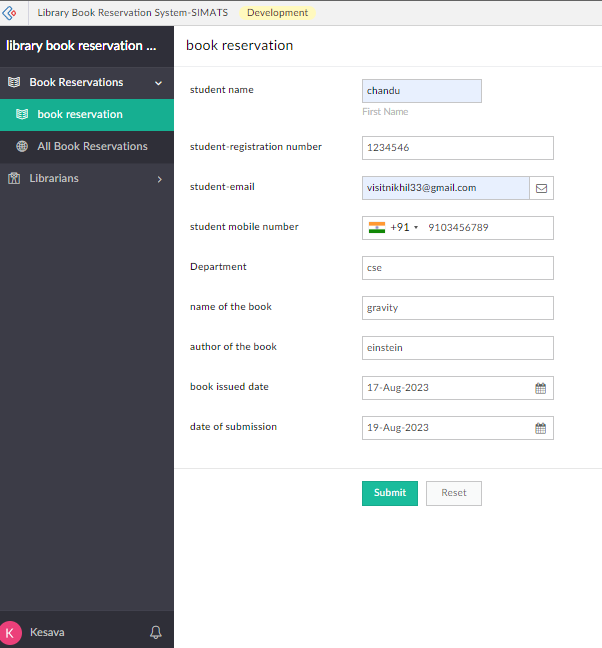 Library Book Reservation System-SIMATS Development
library book reservation ...
Book Reservations
book reservation
All Book Reservations
Librarians
book reservation
student name
chandu
First Name
student-registration number
1234546
student-email
visitnikhil33@gmail.com
student mobile number
+91 9103456789
Department
cse
name of the book
gravity
author of the book
einstein
book issued date
17-Aug-2023
date of submission
19-Aug-2023
Submit Reset
K Kesava